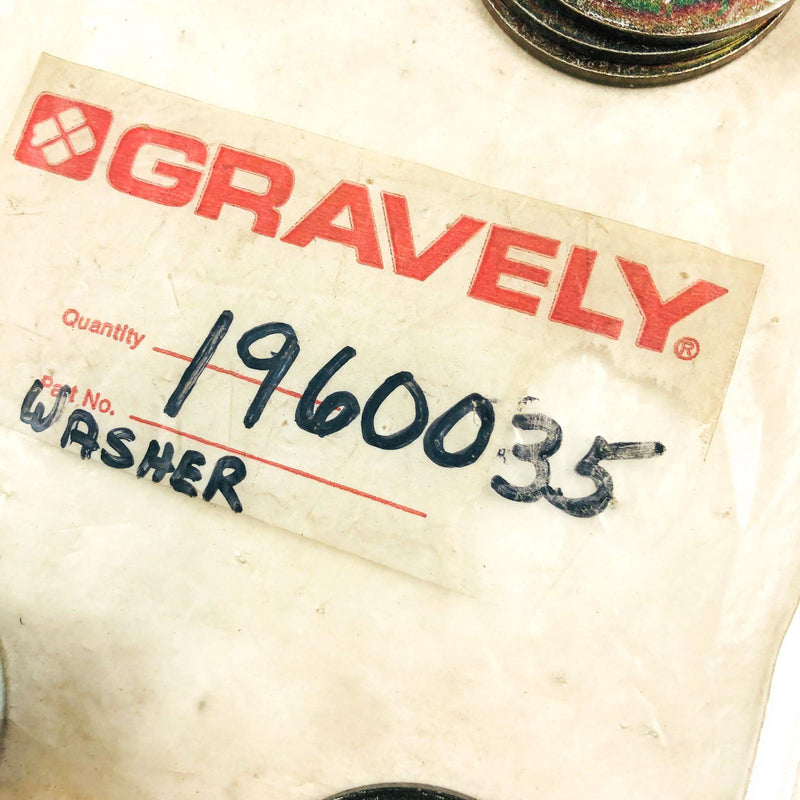 GRAVELY®
Quantity 1960035
Part No.
WASHER